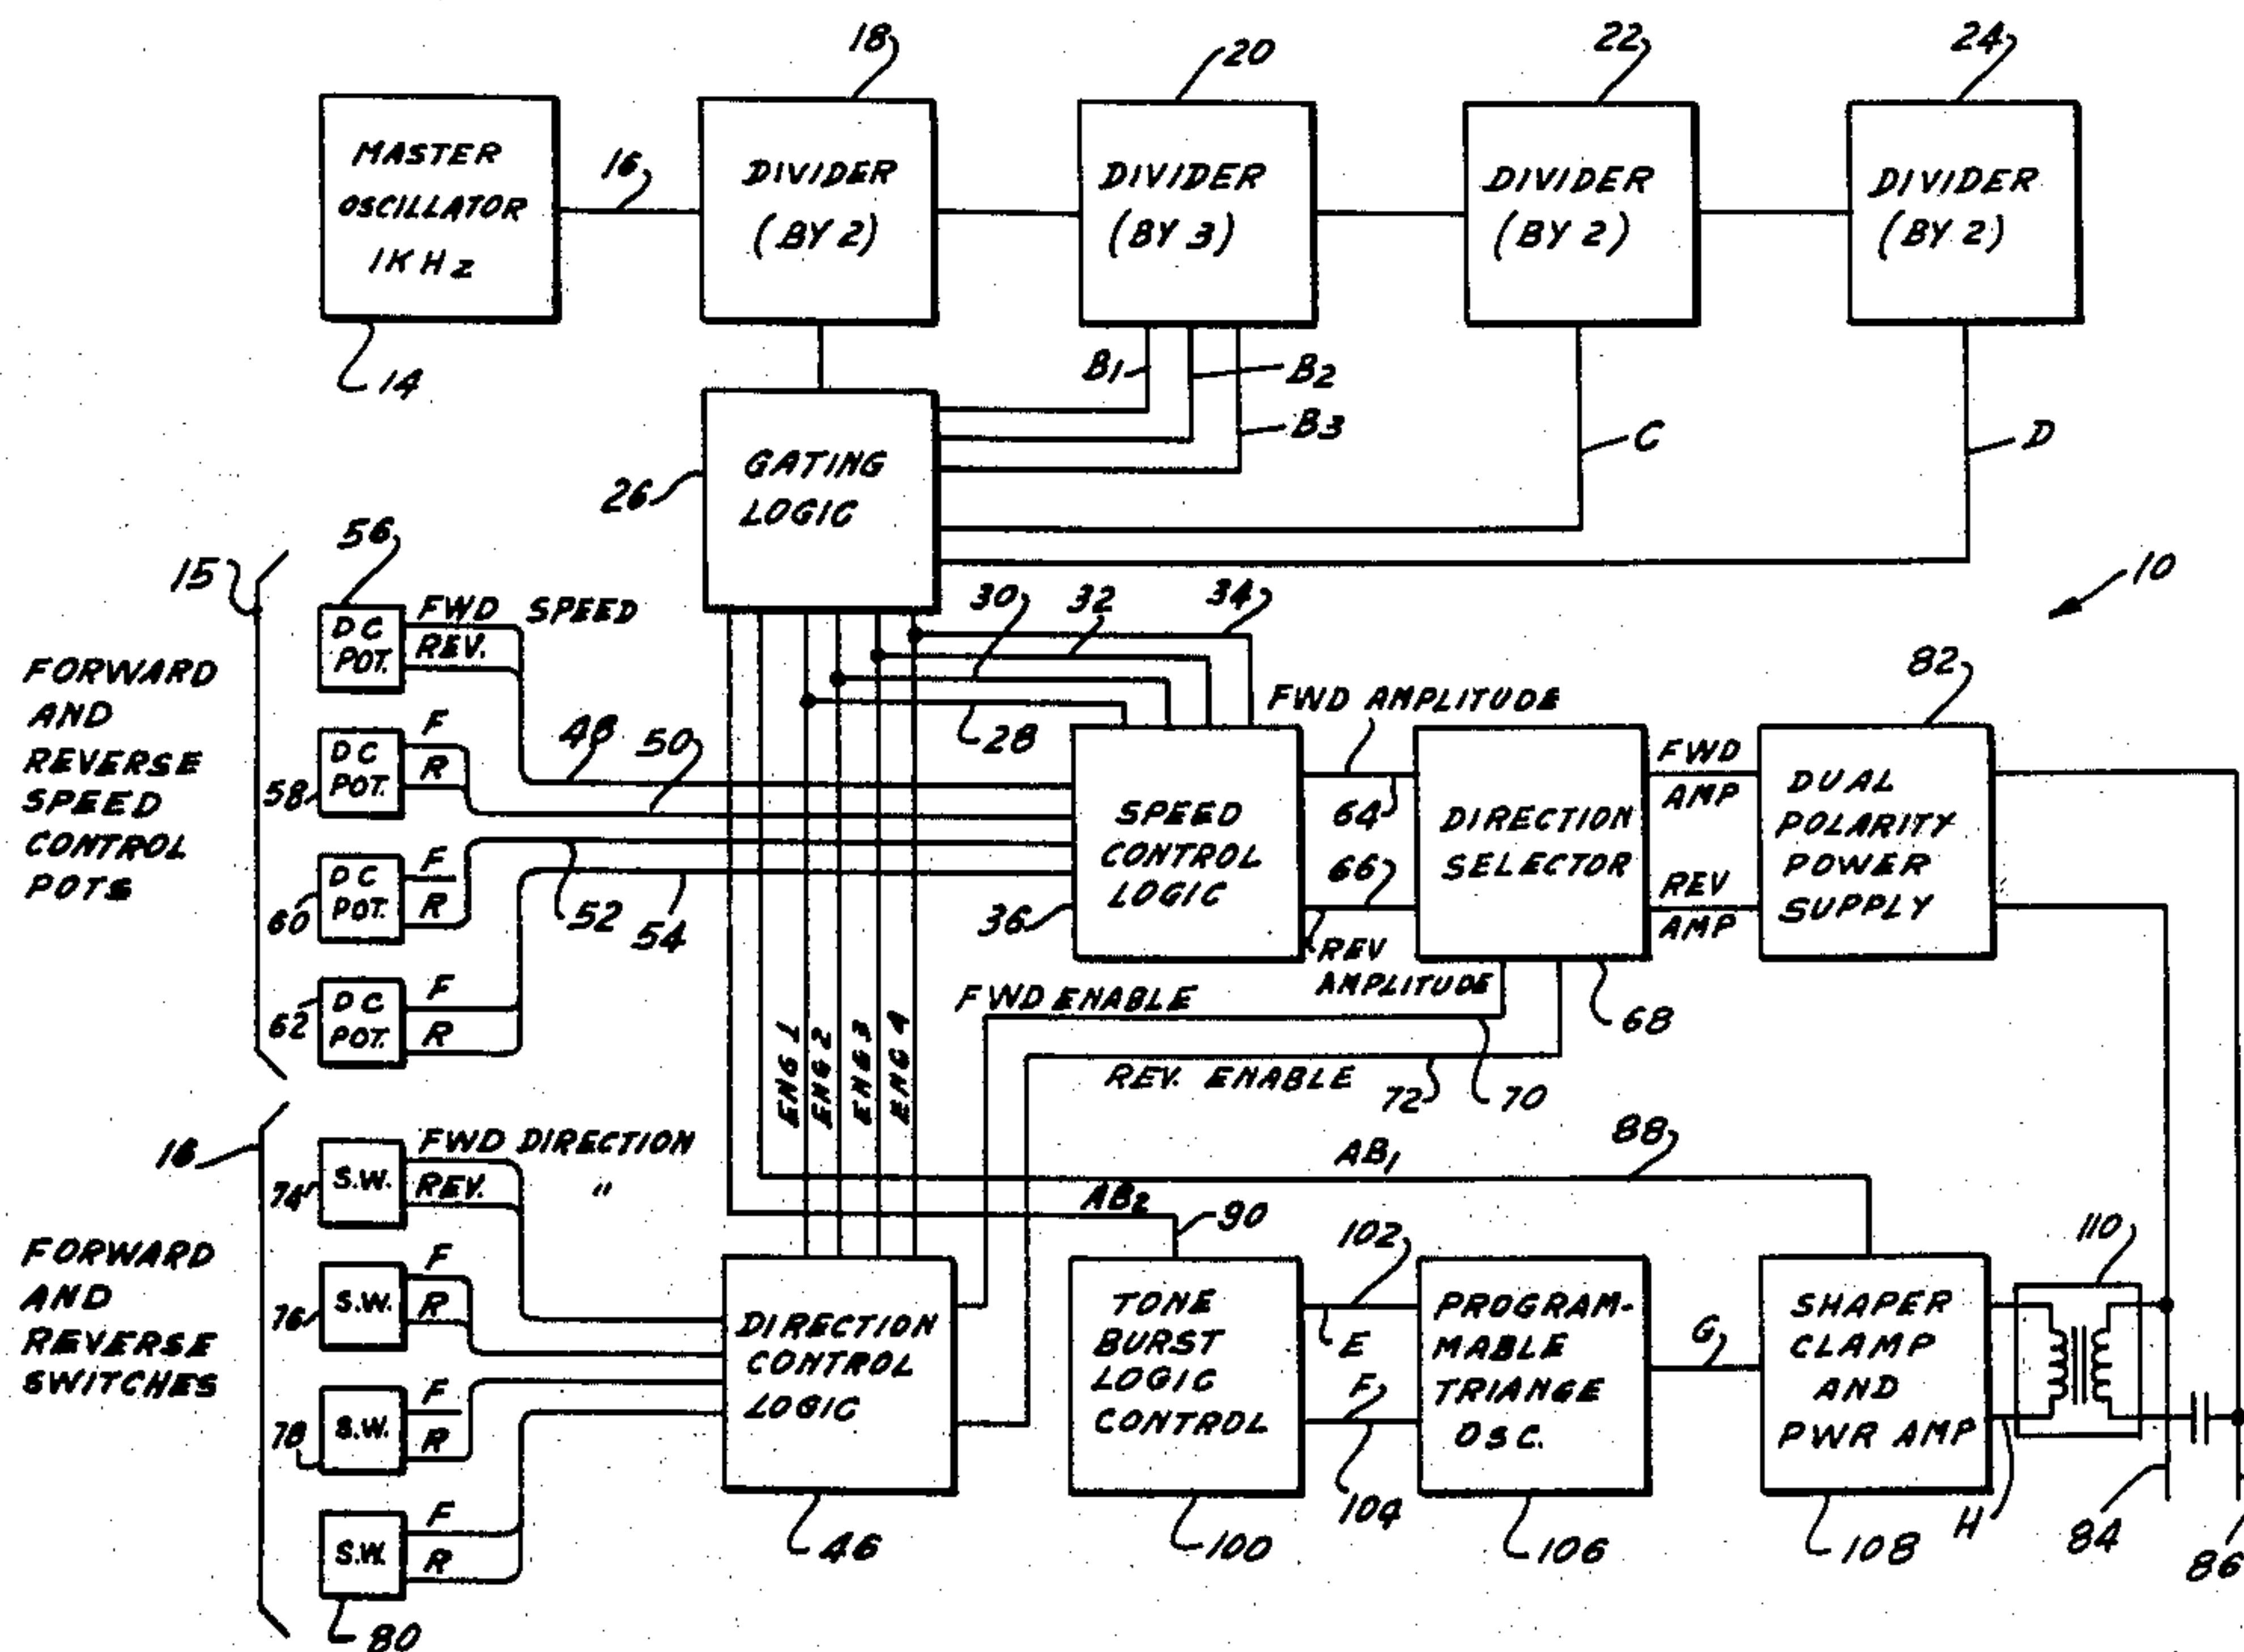 18
20
22
24
MASTER
OSCILLATOR
1KHz
16
DIVIDER
(BY 2)
DIVIDER
(BY 3)
DIVIDER
(BY 2)
DIVIDER
(BY 2)
14
B1
B2
B3
C
D
GATING
LOGIC
26
15
56
10
FORWARD
AND
REVERSE
SPEED
CONTROL
POTS
DC
POT.
FWD SPEED
REV.
30
32
34
28
58
DC
POT.
F
R
48
50
60
DC
POT.
F
R
52
54
62
DC
POT.
F
R
SPEED
CONTROL
LOGIC
36
FWD AMPLITUDE
64
66
REV
AMPLITUDE
DIRECTION
SELECTOR
68
FWD
AMP
REV
AMP
82
DUAL
POLARITY
POWER
SUPPLY
FWD ENABLE
70
REV. ENABLE
72
ENG 1
ENG 2
ENG 3
ENG 4
AB1
88
AB2
90
18
FORWARD
AND
REVERSE
SWITCHES
74
S.W.
FWD DIRECTION
REV. "
76
S.W.
F
R
78
S.W.
F
R
S.W.
F
R
80
DIRECTION
CONTROL
LOGIC
46
TONE
BURST
LOGIC
CONTROL
100
102
E
F
104
PROGRAM-
MABLE
TRIANGE
OSC.
106
G
SHAPER
CLAMP
AND
PWR AMP
108
H
110
84
86